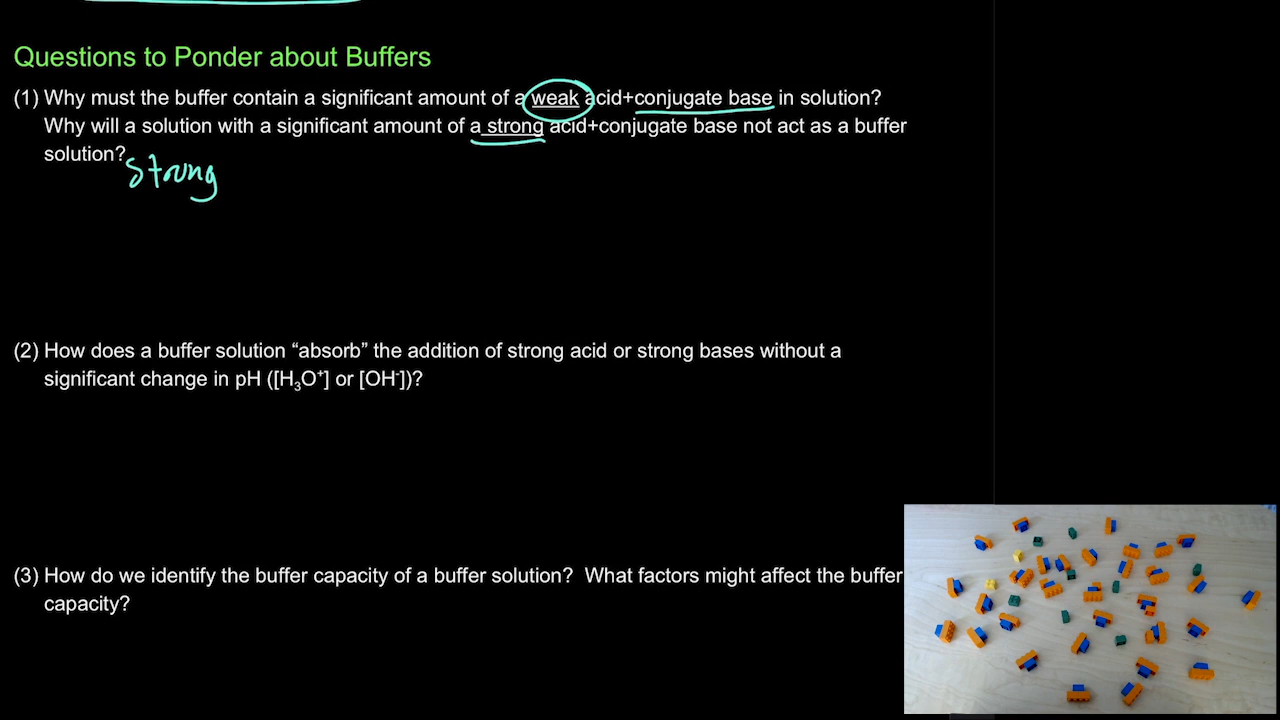 Questions to Ponder about Buffers
(1) Why must the buffer contain a significant amount of a weak acid+conjugate base in solution?
Why will a solution with a significant amount of a strong acid+conjugate base not act as a buffer
solution?
Strong
(2) How does a buffer solution “absorb” the addition of strong acid or strong bases without a
significant change in pH ([H₃O⁺] or [OH⁻])?
(3) How do we identify the buffer capacity of a buffer solution? What factors might affect the buffer
capacity?